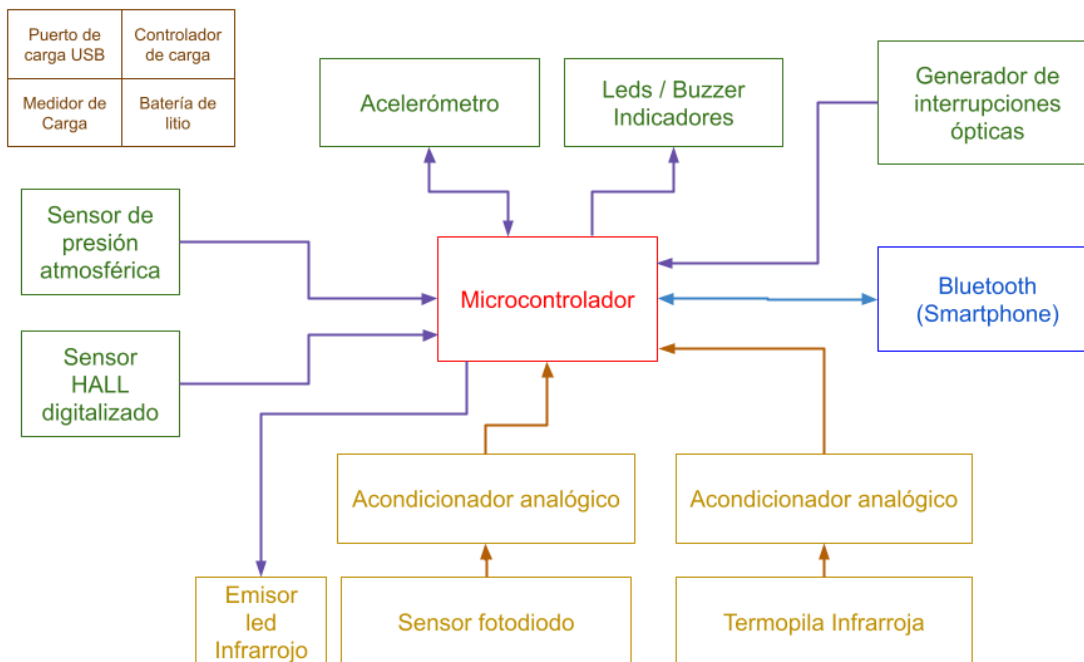 Puerto de
carga USB
Controlador
de carga
Medidor de
Carga
Batería de
litio
Acelerómetro
Leds / Buzzer
Indicadores
Generador de
interrupciones
ópticas
Sensor de
presión
atmosférica
Microcontrolador
Bluetooth
(Smartphone)
Sensor
HALL
digitalizado
Acondicionador analógico
Acondicionador analógico
Emisor
led
Infrarrojo
Sensor fotodiodo
Termopila Infrarroja